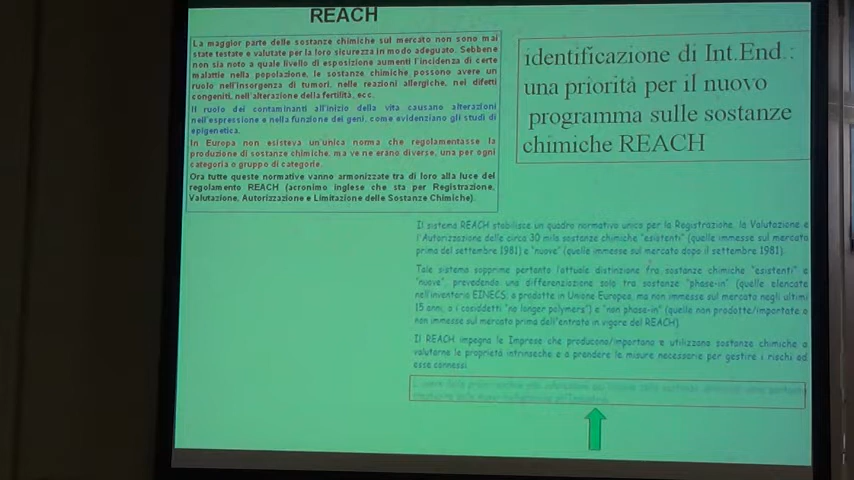 REACH
La maggior parte delle sostanze chimiche sul mercato non sono mai
state testate e valutate per la loro sicurezza in modo adeguato. Sebbene
non sia noto a quale livello di esposizione aumenti l'incidenza di certe
malattie nella popolazione, le sostanze chimiche possono avere un
ruolo nell'insorgenza di tumori, nelle reazioni allergiche, nei difetti
congeniti, nell'alterazione della fertilità, ecc.
Il ruolo dei contaminanti all'inizio della vita causano alterazioni
nell'espressione e nella funzione dei geni, come evidenziano gli studi di
epigenetica.
In Europa non esisteva un'unica norma che regolamentasse la
produzione di sostanze chimiche, ma ve ne erano diverse, una per ogni
categoria o gruppo di categorie.
Ora tutte queste normative vanno armonizzate tra di loro alla luce del
regolamento REACH (acronimo inglese che sta per Registrazione,
Valutazione, Autorizzazione e Limitazione delle Sostanze Chimiche).
identificazione di Int.End.:
una priorità per il nuovo
programma sulle sostanze
chimiche REACH
Il sistema REACH stabilisce un quadro normativo unico per la Registrazione, la Valutazione e
l'Autorizzazione delle circa 30 mila sostanze chimiche "esistenti" (quelle immesse sul mercato
prima del settembre 1981) e "nuove" (quelle immesse sul mercato dopo il settembre 1981).
Tale sistema sopprime pertanto l'attuale distinzione fra sostanze chimiche "esistenti" e
"nuove", prevedendo una differenziazione solo tra sostanze "phase-in" (quelle elencate
nell'inventario EINECS, o prodotte in Unione Europea, ma non immesse sul mercato negli ultimi
15 anni, o i cosiddetti "no longer polymers") e "non phase-in" (quelle non prodotte/importate o
non immesse sul mercato prima dell'entrata in vigore del REACH).
Il REACH impegna le Imprese che producono/importano e utilizzano sostanze chimiche a
valutarne le proprietà intrinseche e a prendere le misure necessarie per gestire i rischi ad
esse connessi